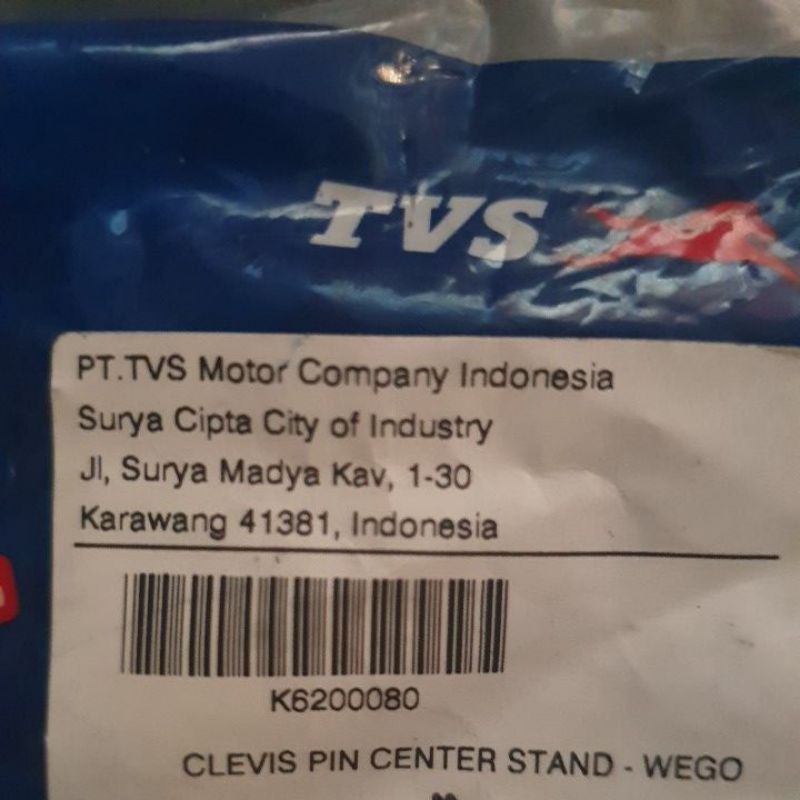 TVS
PT.TVS Motor Company Indonesia
Surya Cipta City of Industry
Jl, Surya Madya Kav, 1-30
Karawang 41381, Indonesia
K6200080
CLEVIS PIN CENTER STAND - WEGO